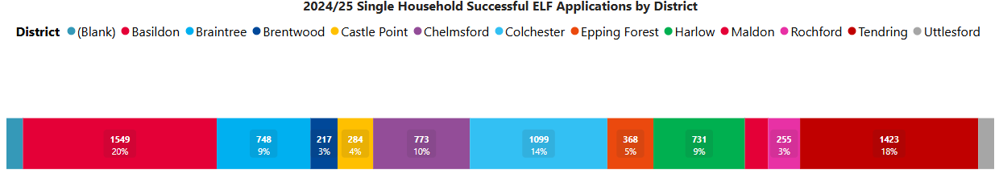 2024/25 Single Household Successful ELF Applications by District
District (Blank) Basildon Braintree Brentwood Castle Point Chelmsford Colchester Epping Forest Harlow Maldon Rochford Tendring Uttlesford
1549 748 217 284 773 1099 368 731 255 1423
20% 9% 3% 4% 10% 14% 5% 9% 3% 18%